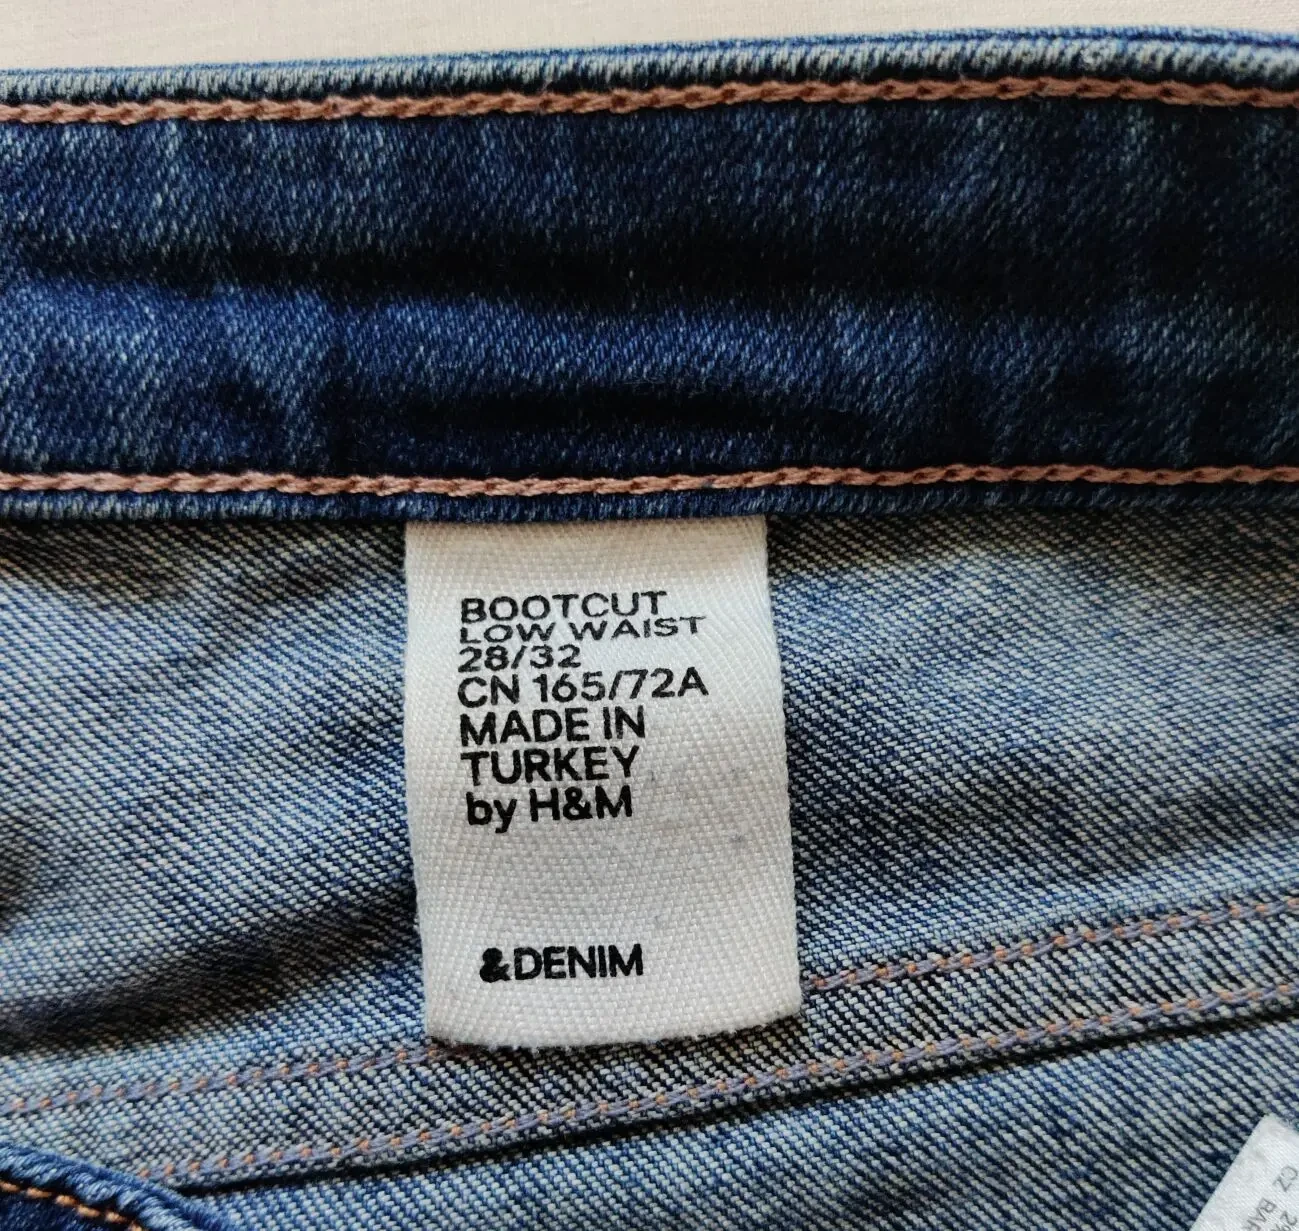 BOOTCUT
LOW WAIST
28/32
CN 165/72A
MADE IN
TURKEY
by H&M
&DENIM